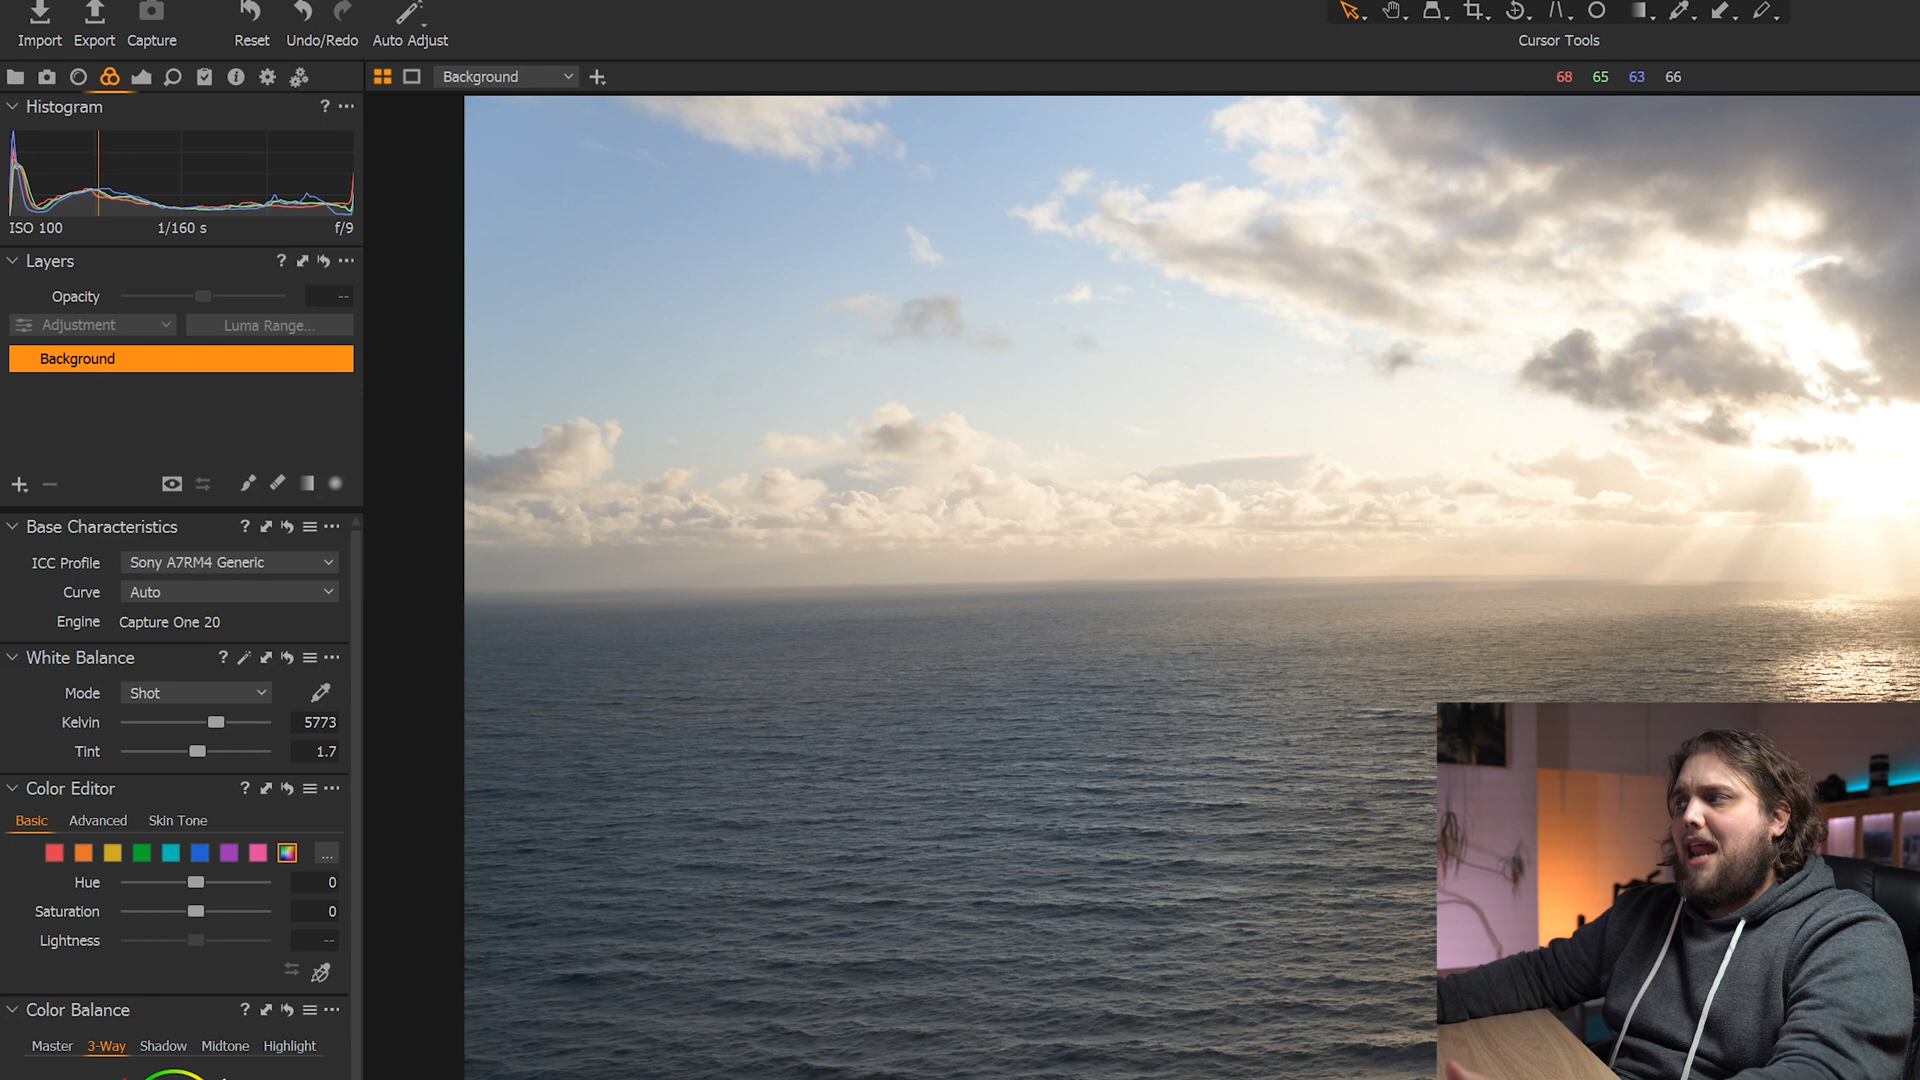 Import Export Capture Reset Undo/Redo Auto Adjust Cursor Tools
Background 68 65 63 66
Histogram ?
ISO 100 1/160 s f/9
Layers ?
Opacity --
Adjustment Luma Range...
Background
Base Characteristics ?
ICC Profile Sony A7RM4 Generic
Curve Auto
Engine Capture One 20
White Balance ?
Mode Shot
Kelvin 5773
Tint 1.7
Color Editor ?
Basic Advanced Skin Tone
...
Hue 0
Saturation 0
Lightness --
Color Balance ?
Master 3-Way Shadow Midtone Highlight